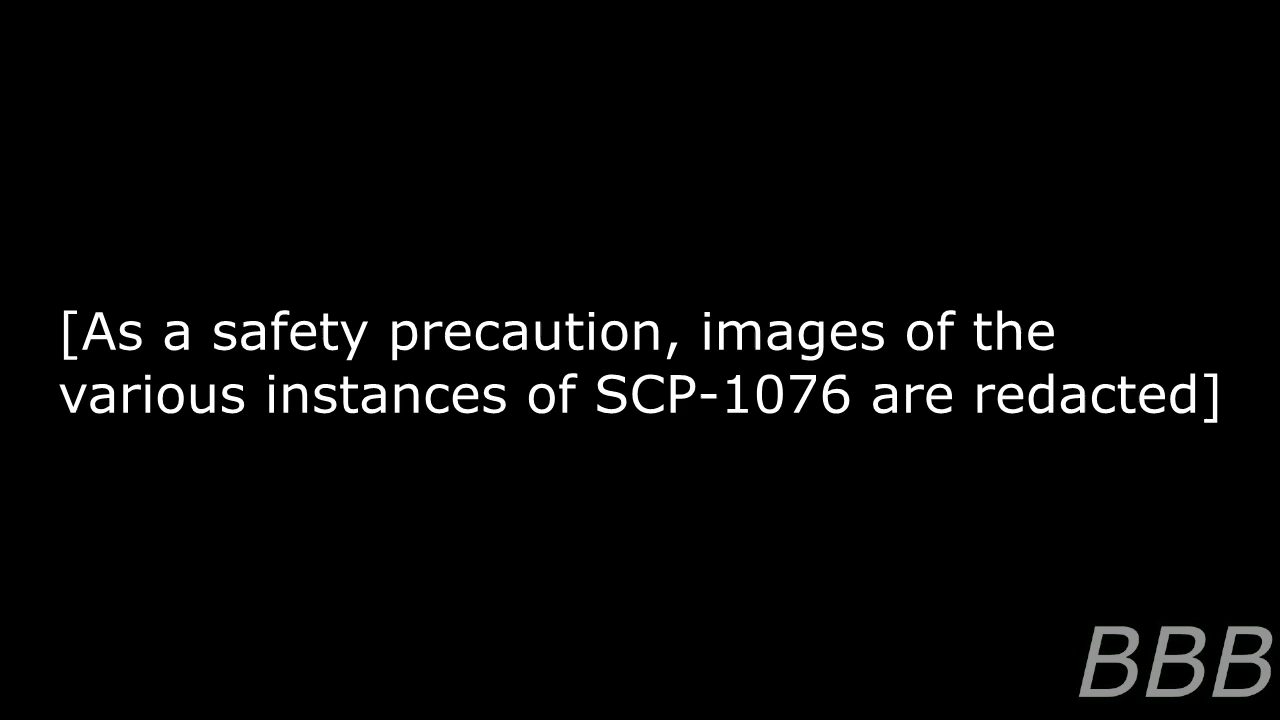 [As a safety precaution, images of the
various instances of SCP-1076 are redacted]
BBB